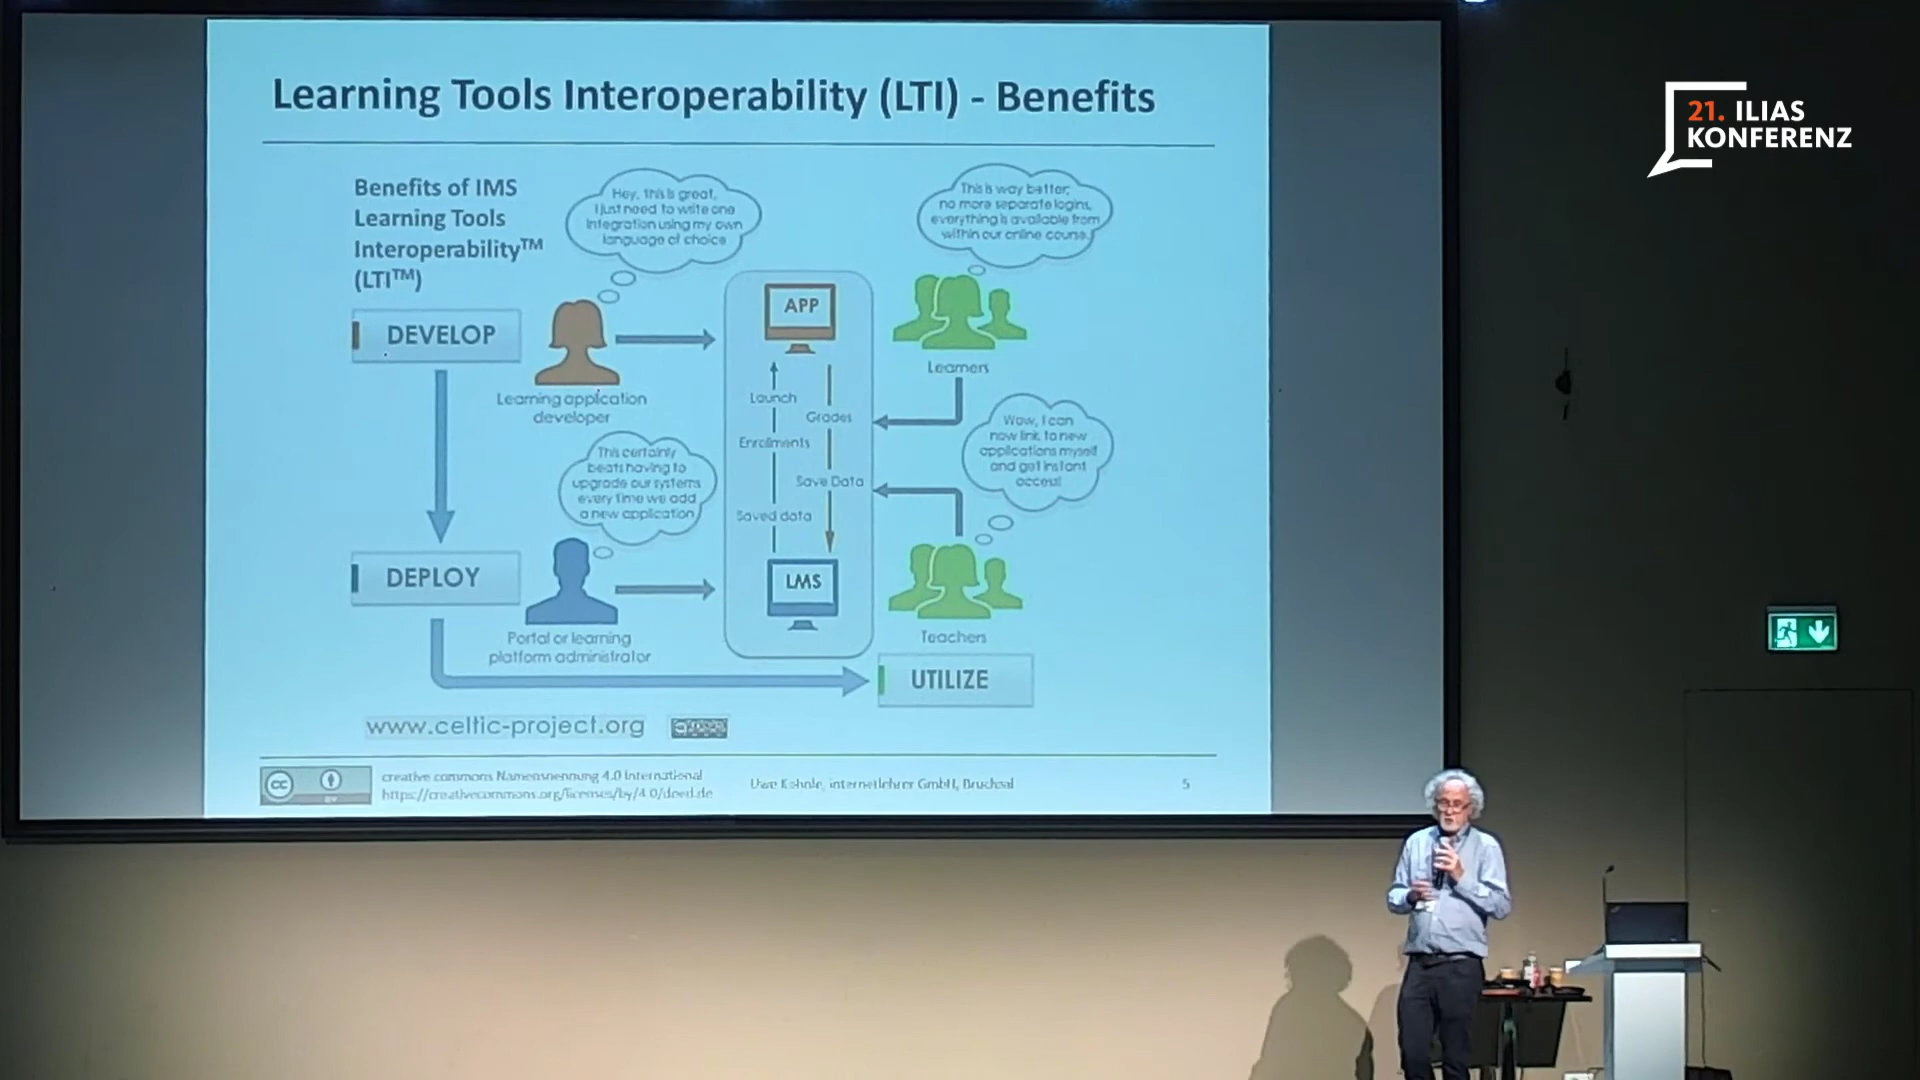 Learning Tools Interoperability (LTI) - Benefits
21. ILIAS
KONFERENZ
Benefits of IMS
Learning Tools
Interoperability™
(LTI™)
Hey, this is great,
I just need to write one
integration using my own
language of choice
This is way better;
no more separate logins,
everything is available from
within our online course.
DEVELOP
Learning application
developer
APP
Learners
Launch
Grades
Enrolments
Save Data
Saved data
LMS
Wow, I can
now link to new
applications myself
and get instant
access!
This certainly
beats having to
upgrade our systems
every time we add
a new application
DEPLOY
Portal or learning
platform administrator
Teachers
UTILIZE
www.celtic-project.org
creative commons Namensnennung 4.0 International
https://creativecommons.org/licenses/by/4.0/deed.de
Uwe Kohnle, internetlehrer GmbH, Bruchsal
5